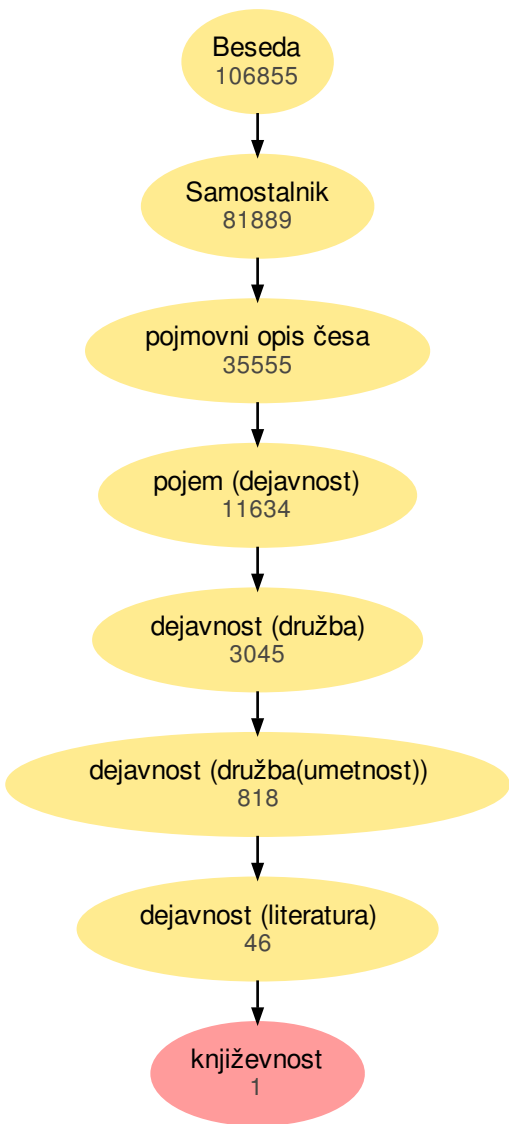 Beseda
106855
Samostalnik
81889
pojmovni opis česa
35555
pojem (dejavnost)
11634
dejavnost (družba)
3045
dejavnost (družba(umetnost))
818
dejavnost (literatura)
46
književnost
1